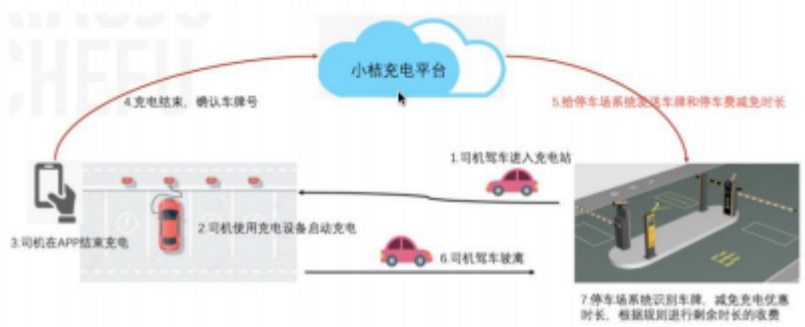 小桔充电平台
4.充电结束，确认车牌号
5.给停车场系统发送车牌和停车费减免时长
1.司机驾车进入充电站
2.司机使用充电设备启动充电
3.司机在APP结束充电
6.司机驾车驶离
7.停车场系统识别车牌，减免充电优惠
时长，根据规则进行剩余时长的收费